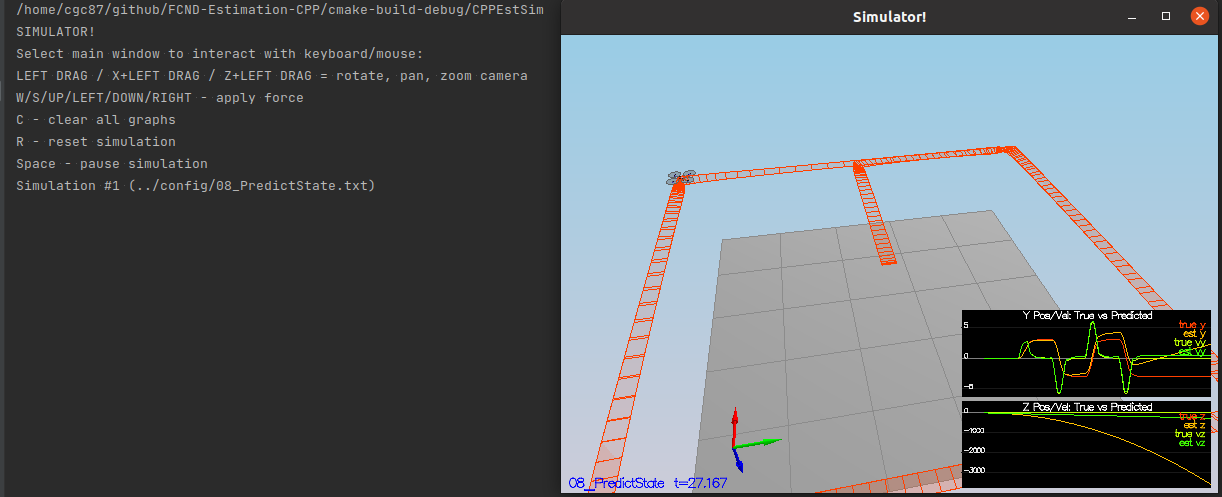 /home/cgc87/github/FCND-Estimation-CPP/cmake-build-debug/CPPEstSim
SIMULATOR!
Select main window to interact with keyboard/mouse:
LEFT DRAG / X+LEFT DRAG / Z+LEFT DRAG = rotate, pan, zoom camera
W/S/UP/LEFT/DOWN/RIGHT - apply force
C - clear all graphs
R - reset simulation
Space - pause simulation
Simulation #1 (../config/08_PredictState.txt)
Simulator!
Y Pos/Vel: True vs Predicted
5
true y
est y
true vy
0
est vy
Z Pos/Vel: True vs Predicted
0
true z
est z
-1000
true vz
est vz
-2000
-3000
08_PredictState t=27.167